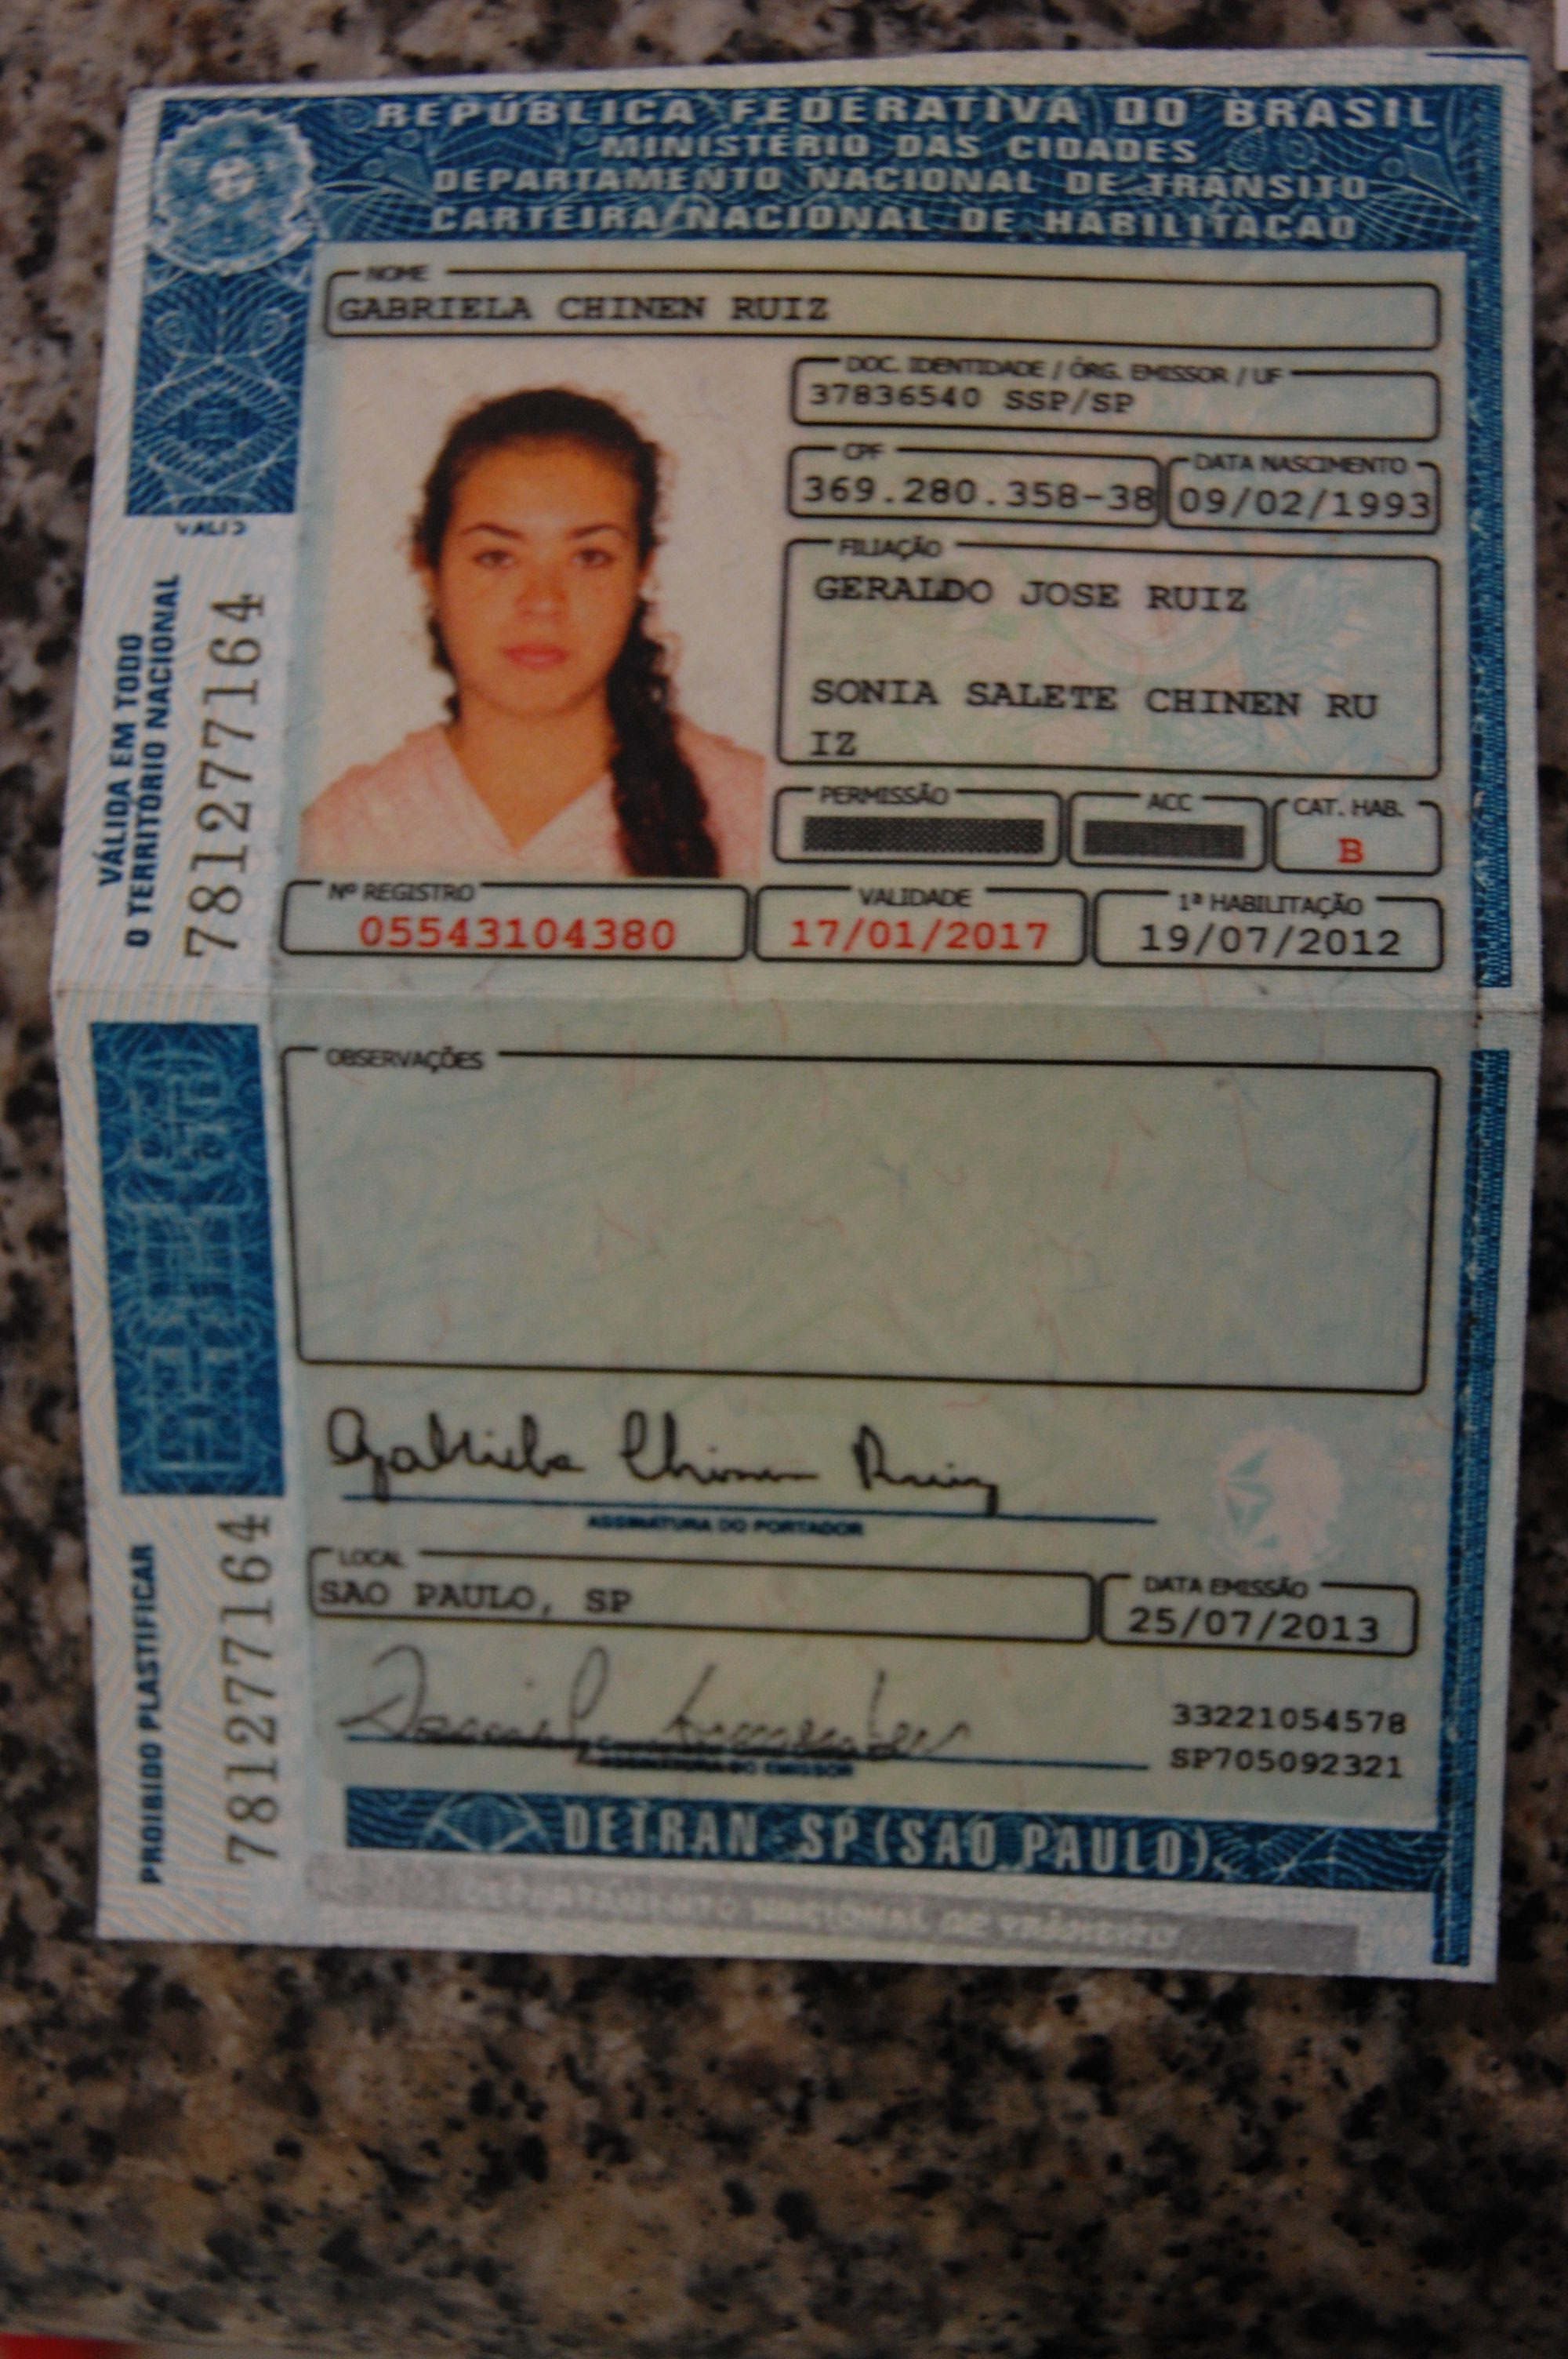 REPÚBLICA FEDERATIVA DO BRASIL
MINISTÉRIO DAS CIDADES
DEPARTAMENTO NACIONAL DE TRÂNSITO
CARTEIRA NACIONAL DE HABILITAÇÃO
NOME
GABRIELA CHINEN RUIZ
DOC. IDENTIDADE / ÓRG. EMISSOR / UF
37836540 SSP/SP
CPF
369.280.358-38
DATA NASCIMENTO
09/02/1993
FILIAÇÃO
GERALDO JOSE RUIZ
SONIA SALETE CHINEN RU
IZ
PERMISSÃO
ACC
CAT. HAB.
B
Nº REGISTRO
05543104380
VALIDADE
17/01/2017
1ª HABILITAÇÃO
19/07/2012
VÁLIDA EM TODO
O TERRITÓRIO NACIONAL
781277164
OBSERVAÇÕES
Gabriela Chinen Ruiz
ASSINATURA DO PORTADOR
LOCAL
SAO PAULO, SP
DATA EMISSÃO
25/07/2013
33221054578
SP705092321
ASSINATURA DO EMISSOR
PROIBIDO PLASTIFICAR
781277164
DETRAN-SP (SAO PAULO)
DEPARTAMENTO NACIONAL DE TRÂNSITO